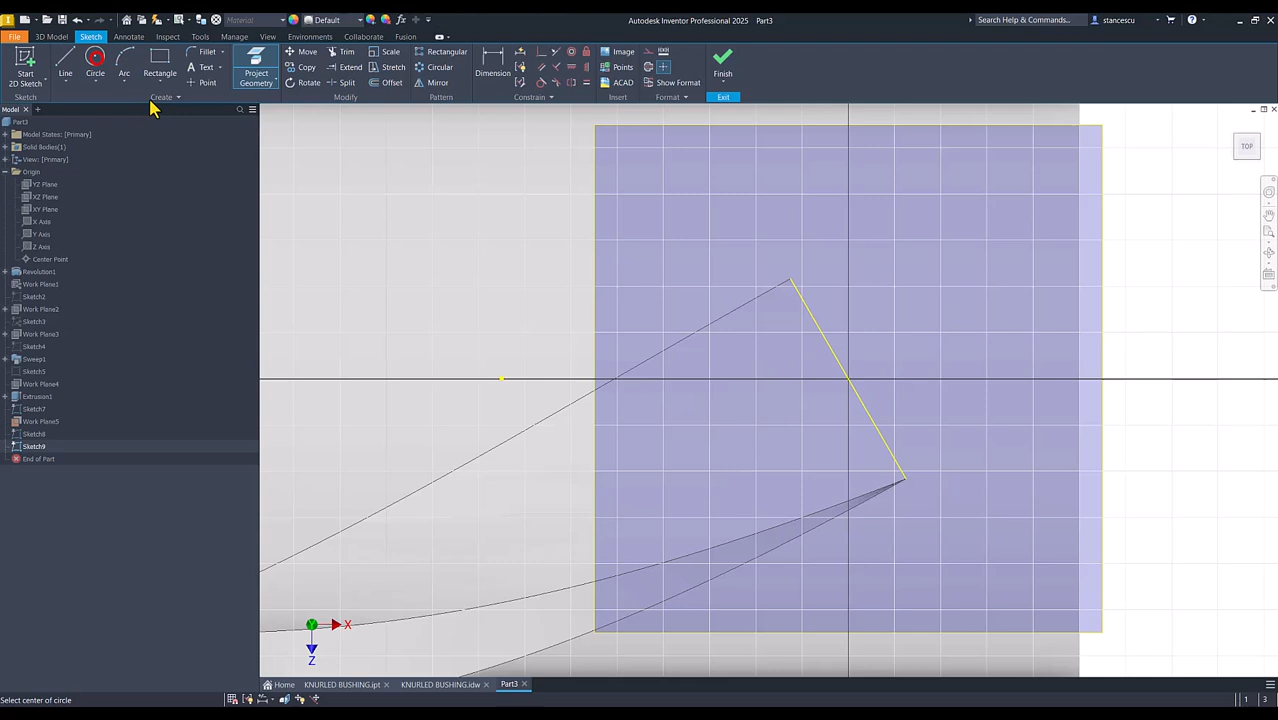 Material
Default
Autodesk Inventor Professional 2025 Part3
Search Help & Commands...
stancescu
File
3D Model
Sketch
Annotate
Inspect
Tools
Manage
View
Environments
Collaborate
Fusion
Start
2D Sketch
Line
Circle
Arc
Rectangle
Fillet
Text
Point
Project
Geometry
Move
Copy
Rotate
Trim
Extend
Split
Scale
Stretch
Offset
Rectangular
Circular
Mirror
Dimension
Image
Points
ACAD
Show Format
Finish
Sketch
Create
Modify
Pattern
Constrain
Insert
Format
Exit
Model
Part3
Model States: [Primary]
Solid Bodies(1)
View: [Primary]
Origin
YZ Plane
XZ Plane
XY Plane
X Axis
Y Axis
Z Axis
Center Point
Revolution1
Work Plane1
Sketch2
Work Plane2
Sketch3
Work Plane3
Sketch4
Sweep1
Sketch5
Work Plane4
Extrusion1
Sketch7
Work Plane5
Sketch8
Sketch9
End of Part
TOP
X
Z
Home
KNURLED BUSHING.ipt
KNURLED BUSHING.idw
Part3
Select center of circle
1
3